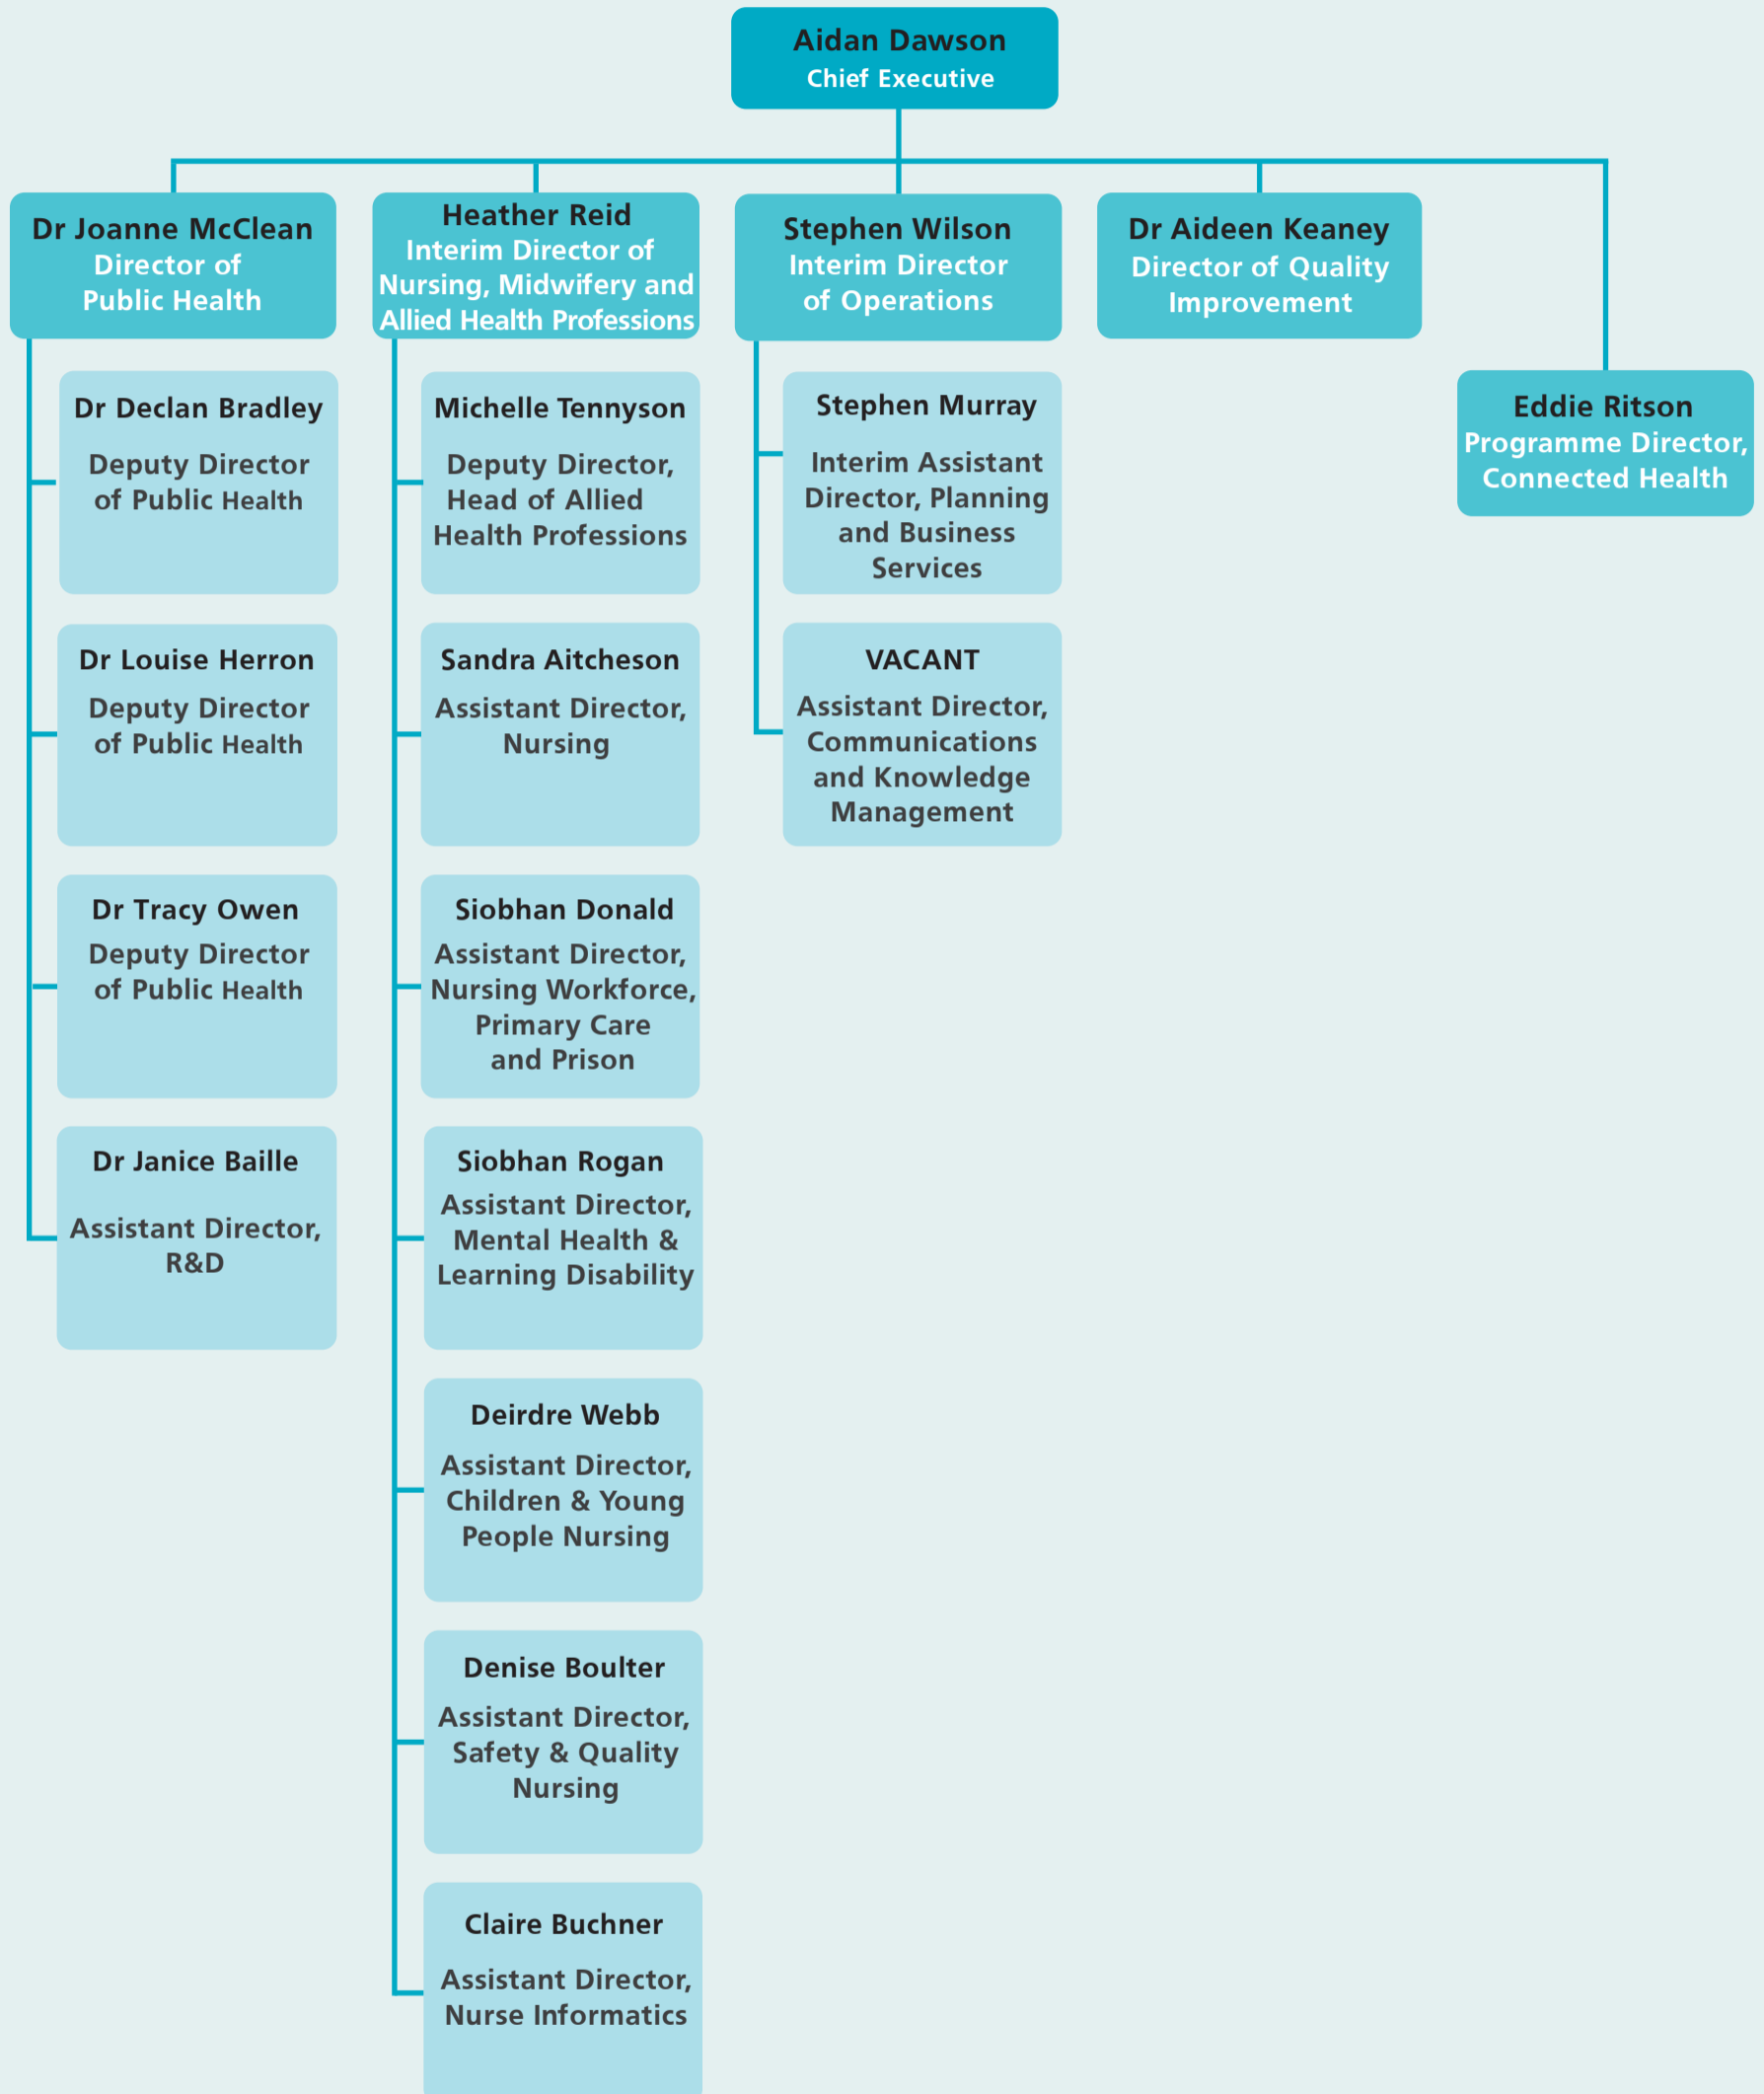 Aidan Dawson
Chief Executive
Dr Joanne McClean
Director of
Public Health
Heather Reid
Interim Director of
Nursing, Midwifery and
Allied Health Professions
Stephen Wilson
Interim Director
of Operations
Dr Aideen Keaney
Director of Quality
Improvement
Eddie Ritson
Programme Director,
Connected Health
Dr Declan Bradley
Deputy Director
of Public Health
Dr Louise Herron
Deputy Director
of Public Health
Dr Tracy Owen
Deputy Director
of Public Health
Dr Janice Baille
Assistant Director,
R&D
Michelle Tennyson
Deputy Director,
Head of Allied
Health Professions
Sandra Aitcheson
Assistant Director,
Nursing
Siobhan Donald
Assistant Director,
Nursing Workforce,
Primary Care
and Prison
Siobhan Rogan
Assistant Director,
Mental Health &
Learning Disability
Deirdre Webb
Assistant Director,
Children & Young
People Nursing
Denise Boulter
Assistant Director,
Safety & Quality
Nursing
Claire Buchner
Assistant Director,
Nurse Informatics
Stephen Murray
Interim Assistant
Director, Planning
and Business
Services
VACANT
Assistant Director,
Communications
and Knowledge
Management